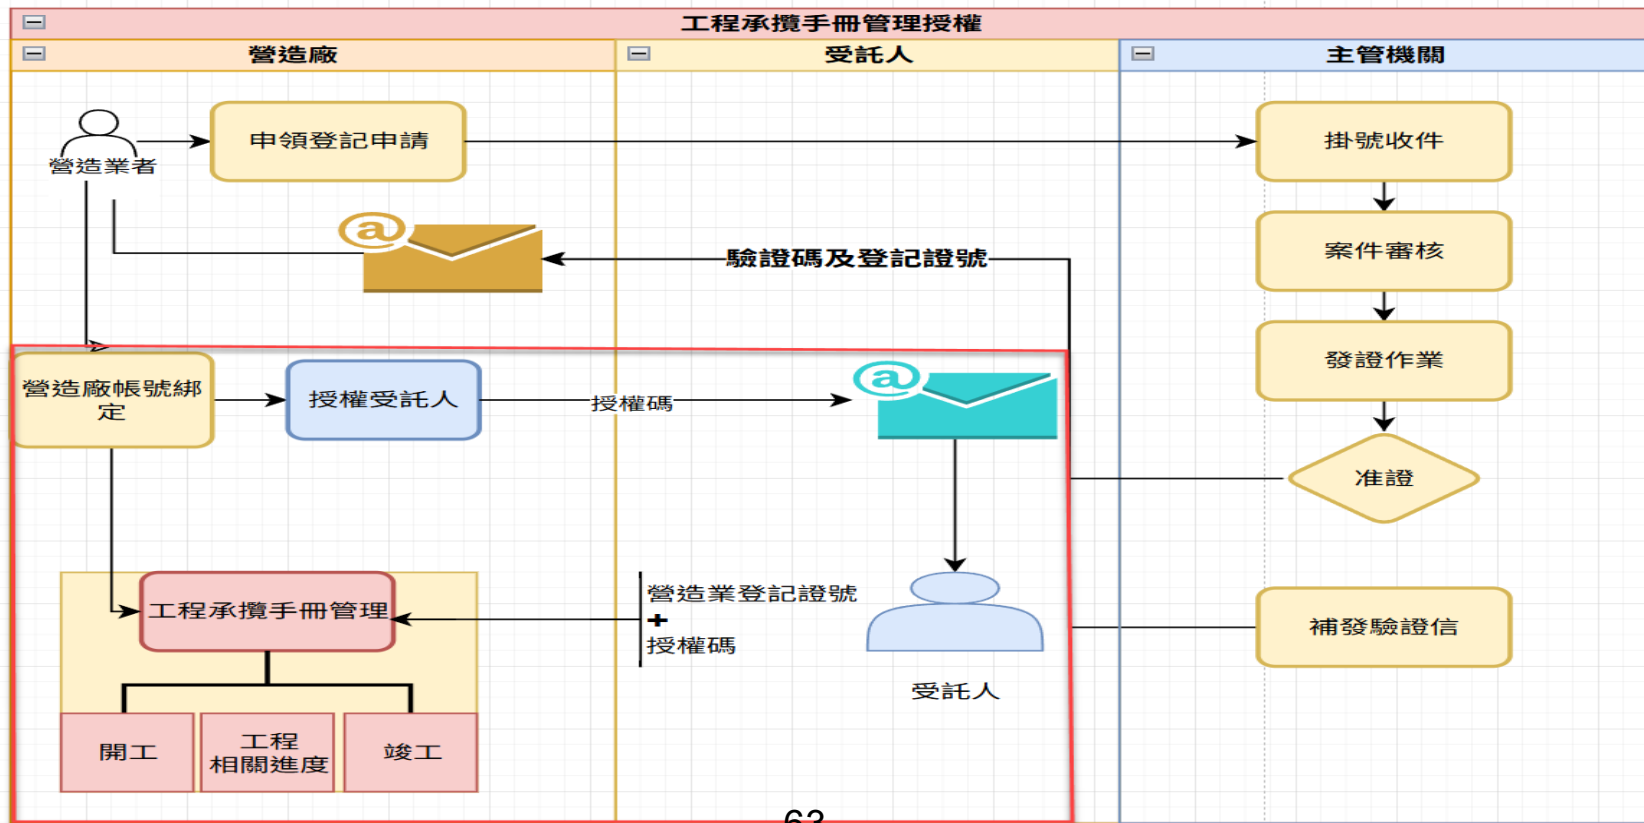 工程承攬手冊管理授權
營造廠
受託人
主管機關
營造業者
申領登記申請
掛號收件
案件審核
@
驗證碼及登記證號
發證作業
營造廠帳號綁
定
授權受託人
授權碼
@
准證
工程承攬手冊管理
營造業登記證號
+
授權碼
補發驗證信
受託人
開工
工程
相關進度
竣工
63